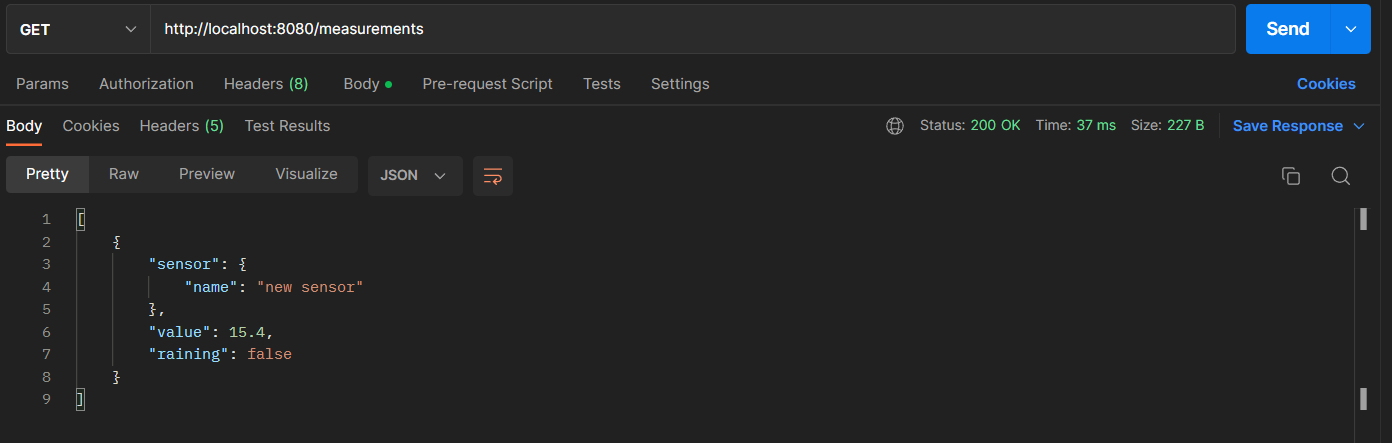 GET http://localhost:8080/measurements Send
Params Authorization Headers (8) Body Pre-request Script Tests Settings Cookies
Body Cookies Headers (5) Test Results Status: 200 OK Time: 37 ms Size: 227 B Save Response
Pretty Raw Preview Visualize JSON
1 [
2 {
3 "sensor": {
4 "name": "new sensor"
5 },
6 "value": 15.4,
7 "raining": false
8 }
9 ]